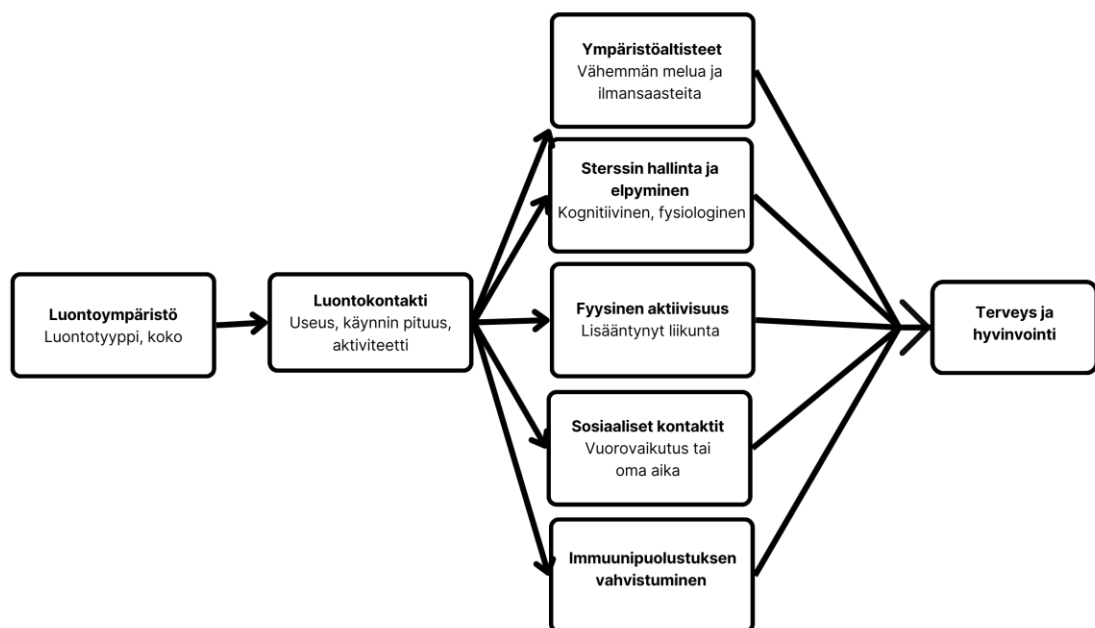 Luontoympäristö
Luontotyyppi, koko
Luontokontakti
Useus, käynnin pituus,
aktiviteetti
Ympäristöaltisteet
Vähemmän melua ja
ilmansaasteita
Sterssin hallinta ja
elpyminen
Kognitiivinen, fysiologinen
Fyysinen aktiivisuus
Lisääntynyt liikunta
Sosiaaliset kontaktit
Vuorovaikutus tai
oma aika
Immuunipuolustuksen
vahvistuminen
Terveys ja
hyvinvointi